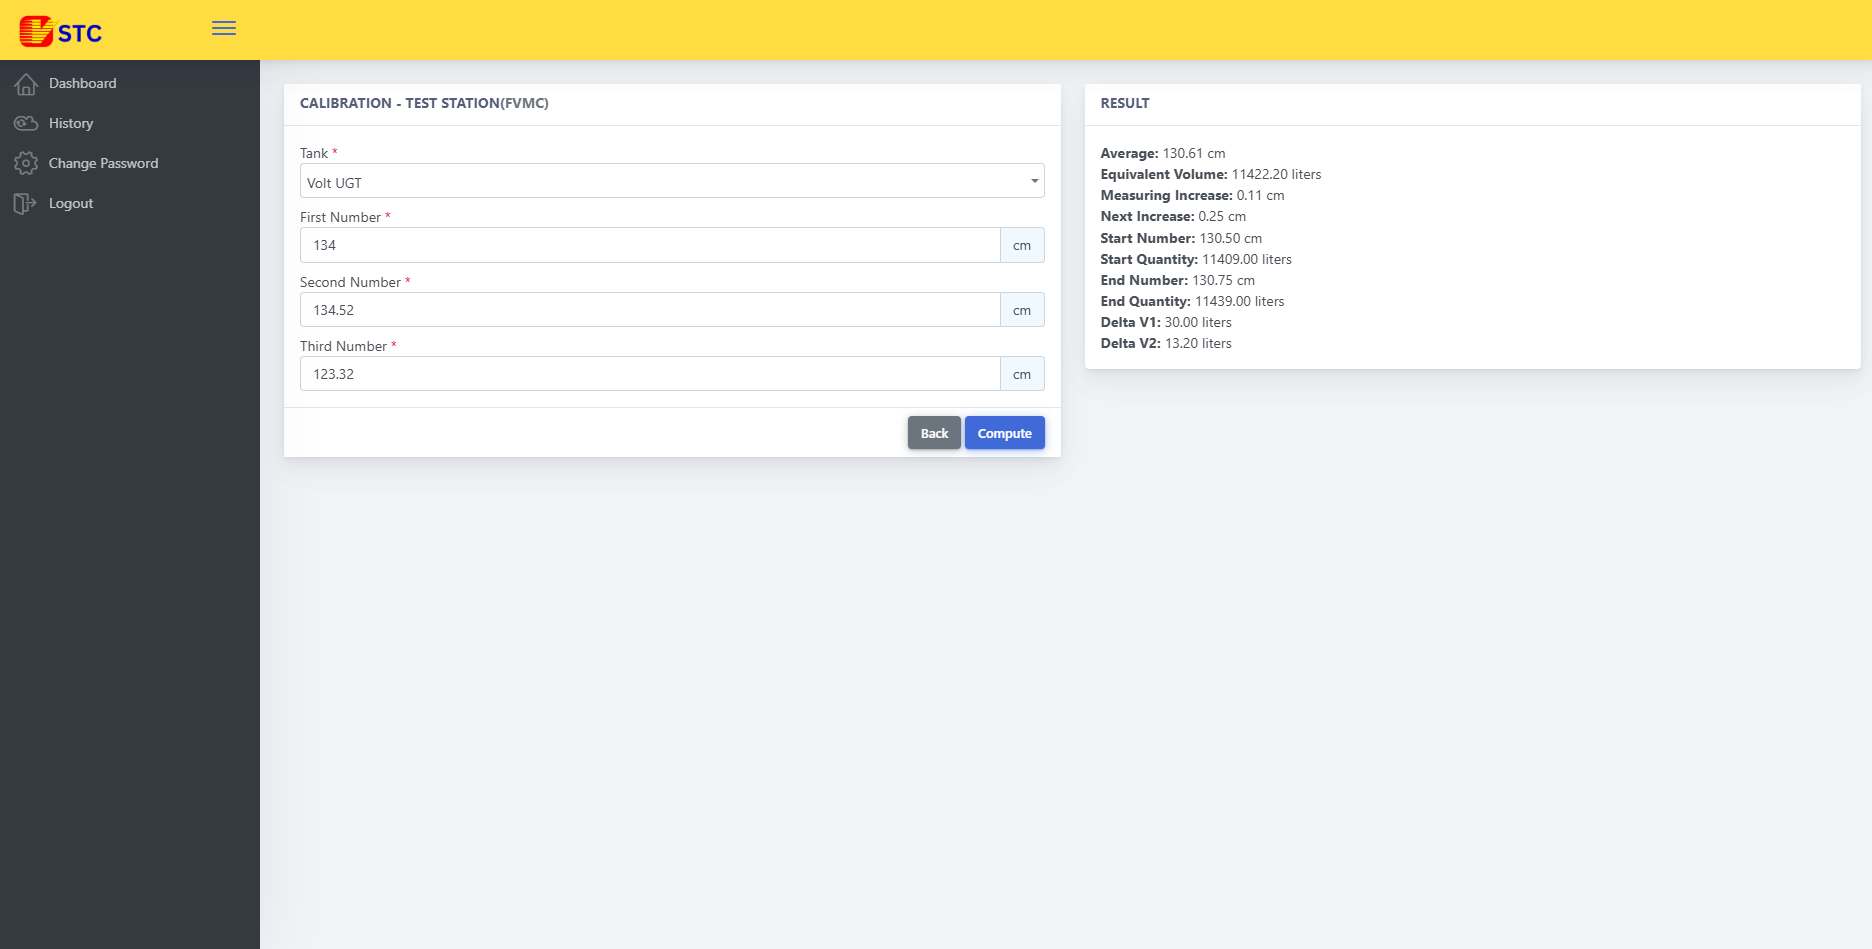 STC
Dashboard
History
Change Password
Logout
CALIBRATION - TEST STATION(FVMC)
Tank *
Volt UGT
First Number *
134 cm
Second Number *
134.52 cm
Third Number *
123.32 cm
Back Compute
RESULT
Average: 130.61 cm
Equivalent Volume: 11422.20 liters
Measuring Increase: 0.11 cm
Next Increase: 0.25 cm
Start Number: 130.50 cm
Start Quantity: 11409.00 liters
End Number: 130.75 cm
End Quantity: 11439.00 liters
Delta V1: 30.00 liters
Delta V2: 13.20 liters